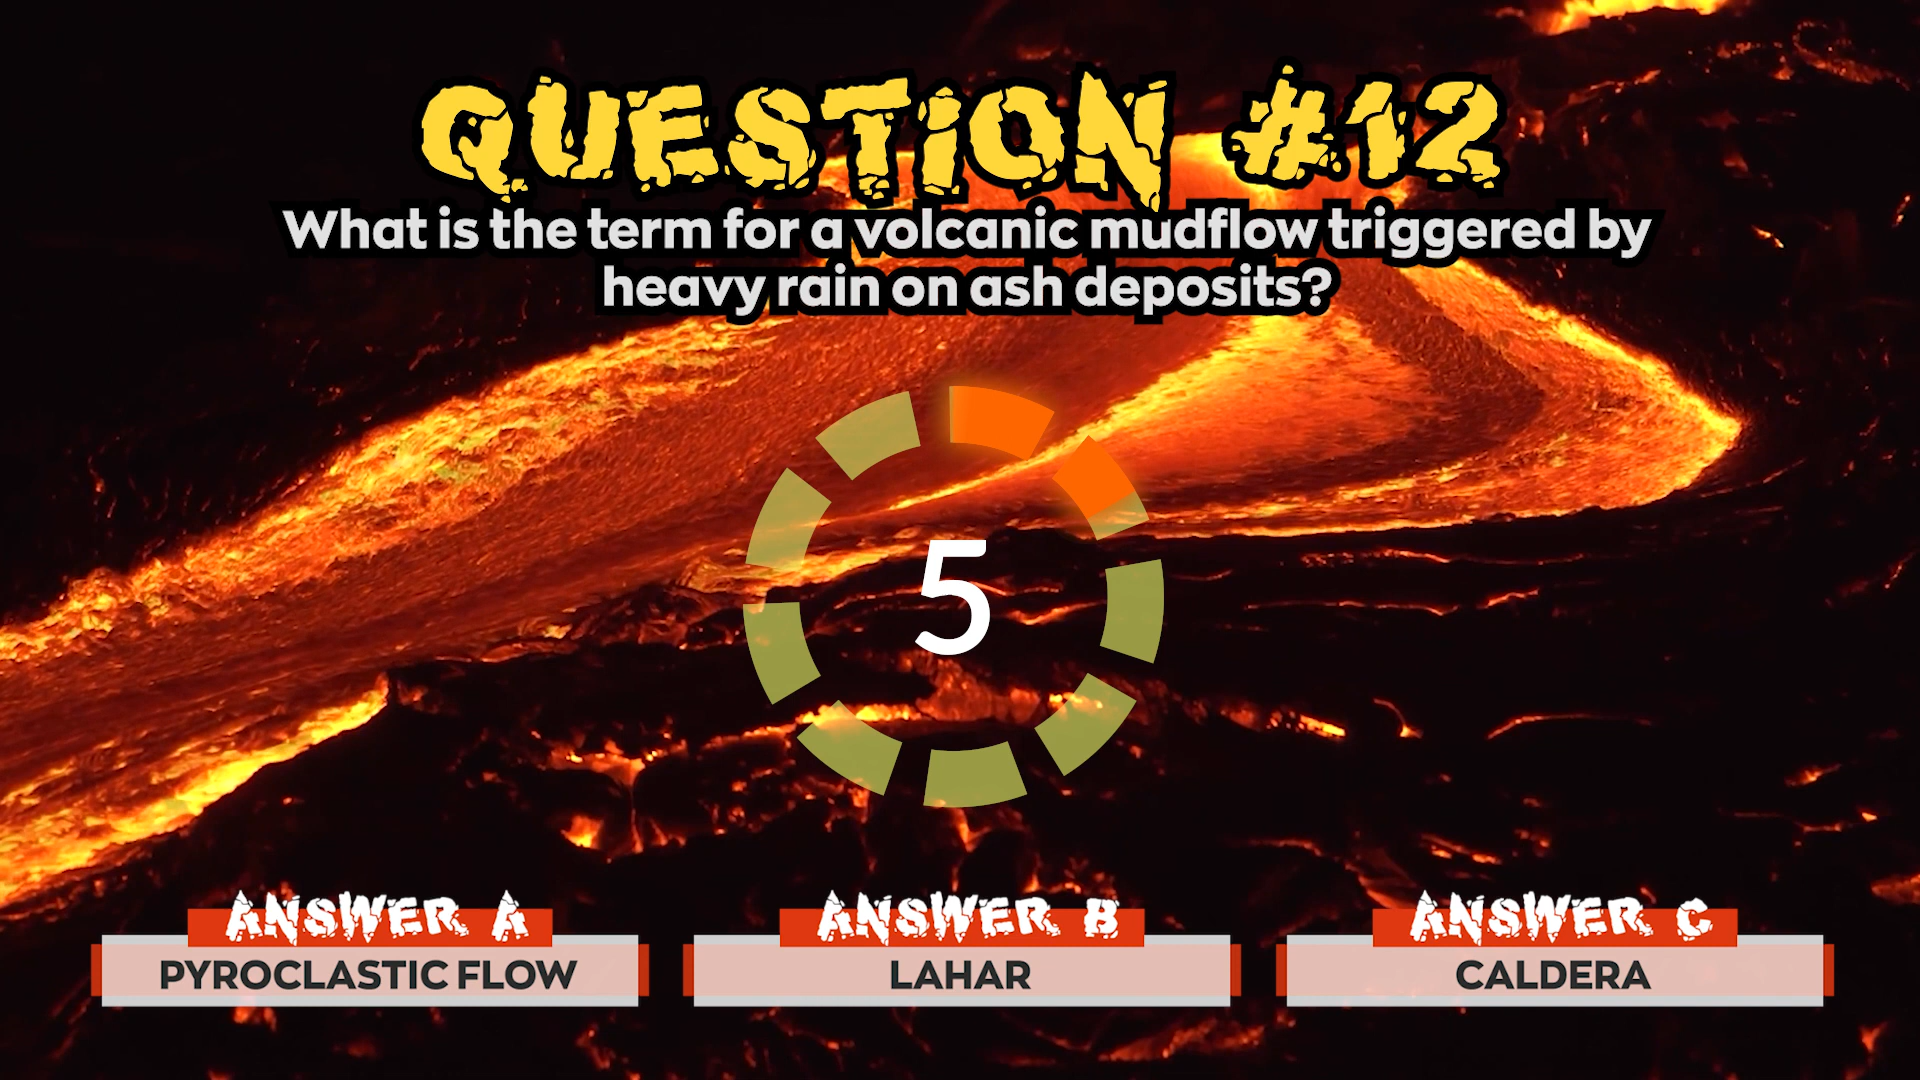 QUESTION #12
What is the term for a volcanic mudflow triggered by
heavy rain on ash deposits?
5
ANSWER A
PYROCLASTIC FLOW
ANSWER B
LAHAR
ANSWER C
CALDERA